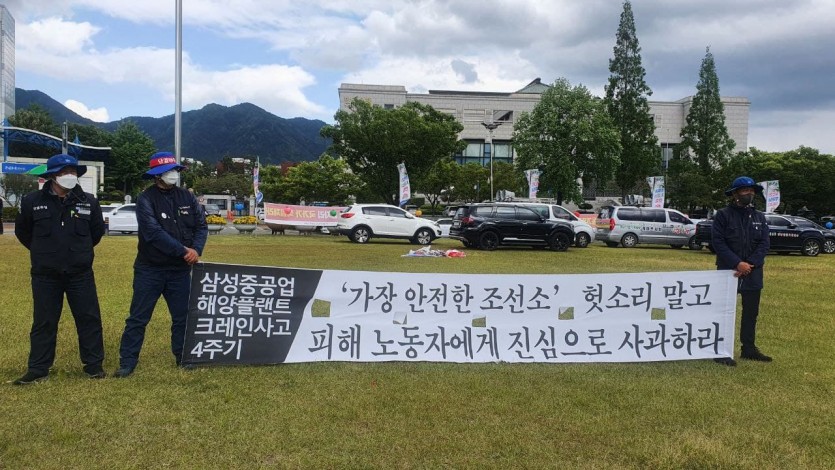 삼성중공업
해양플랜트
크레인사고
4주기
‘가장 안전한 조선소’ 헛소리 말고
피해 노동자에게 진심으로 사과하라